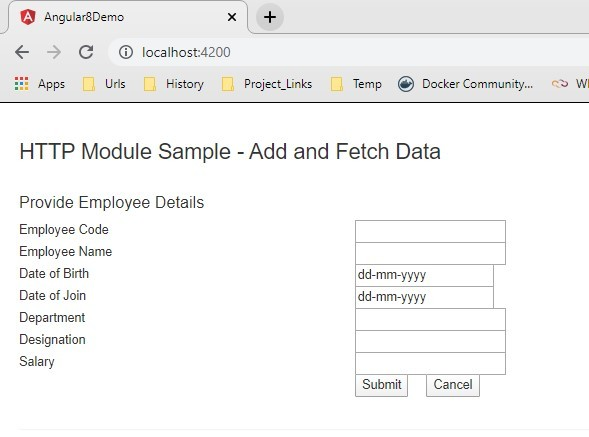 Angular8Demo
localhost:4200
Apps Urls History Project_Links Temp Docker Community...
HTTP Module Sample - Add and Fetch Data
Provide Employee Details
Employee Code
Employee Name
Date of Birth dd-mm-yyyy
Date of Join dd-mm-yyyy
Department
Designation
Salary
Submit Cancel